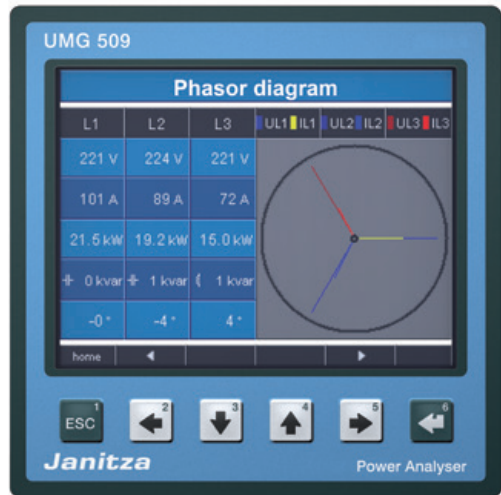 UMG 509
Phasor diagram
L1 L2 L3 UL1 IL1 UL2 IL2 UL3 IL3
221 V 224 V 221 V
101 A 89 A 72 A
21.5 kW 19.2 kW 15.0 kW
0 kvar 1 kvar 1 kvar
-0 ° -4 ° 4 °
home
ESC 1 2 3 4 5 6
Janitza Power Analyser